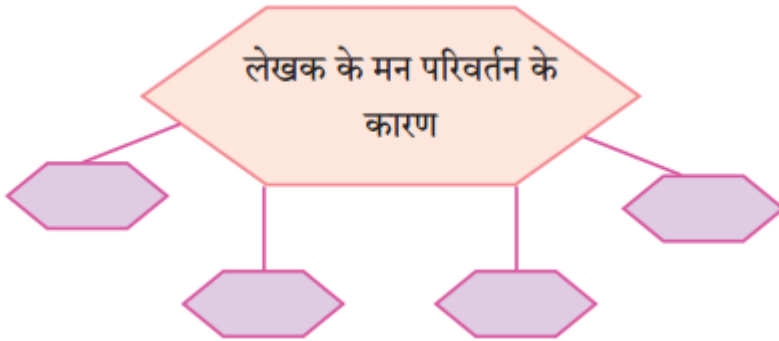 लेखक के मन परिवर्तन के
कारण